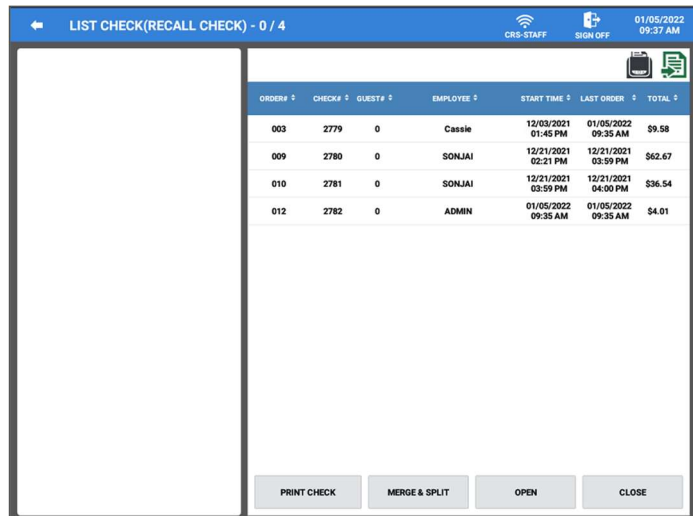 LIST CHECK(RECALL CHECK) - 0 / 4
CRS-STAFF
SIGN OFF
01/05/2022
09:37 AM
ORDER# CHECK# GUEST# EMPLOYEE START TIME LAST ORDER TOTAL
003 2779 0 Cassie 12/03/2021 01:45 PM 01/05/2022 09:35 AM $9.58
009 2780 0 SONJAI 12/21/2021 02:21 PM 12/21/2021 03:59 PM $62.67
010 2781 0 SONJAI 12/21/2021 03:59 PM 12/21/2021 04:00 PM $36.54
012 2782 0 ADMIN 01/05/2022 09:35 AM 01/05/2022 09:35 AM $4.01
PRINT CHECK MERGE & SPLIT OPEN CLOSE